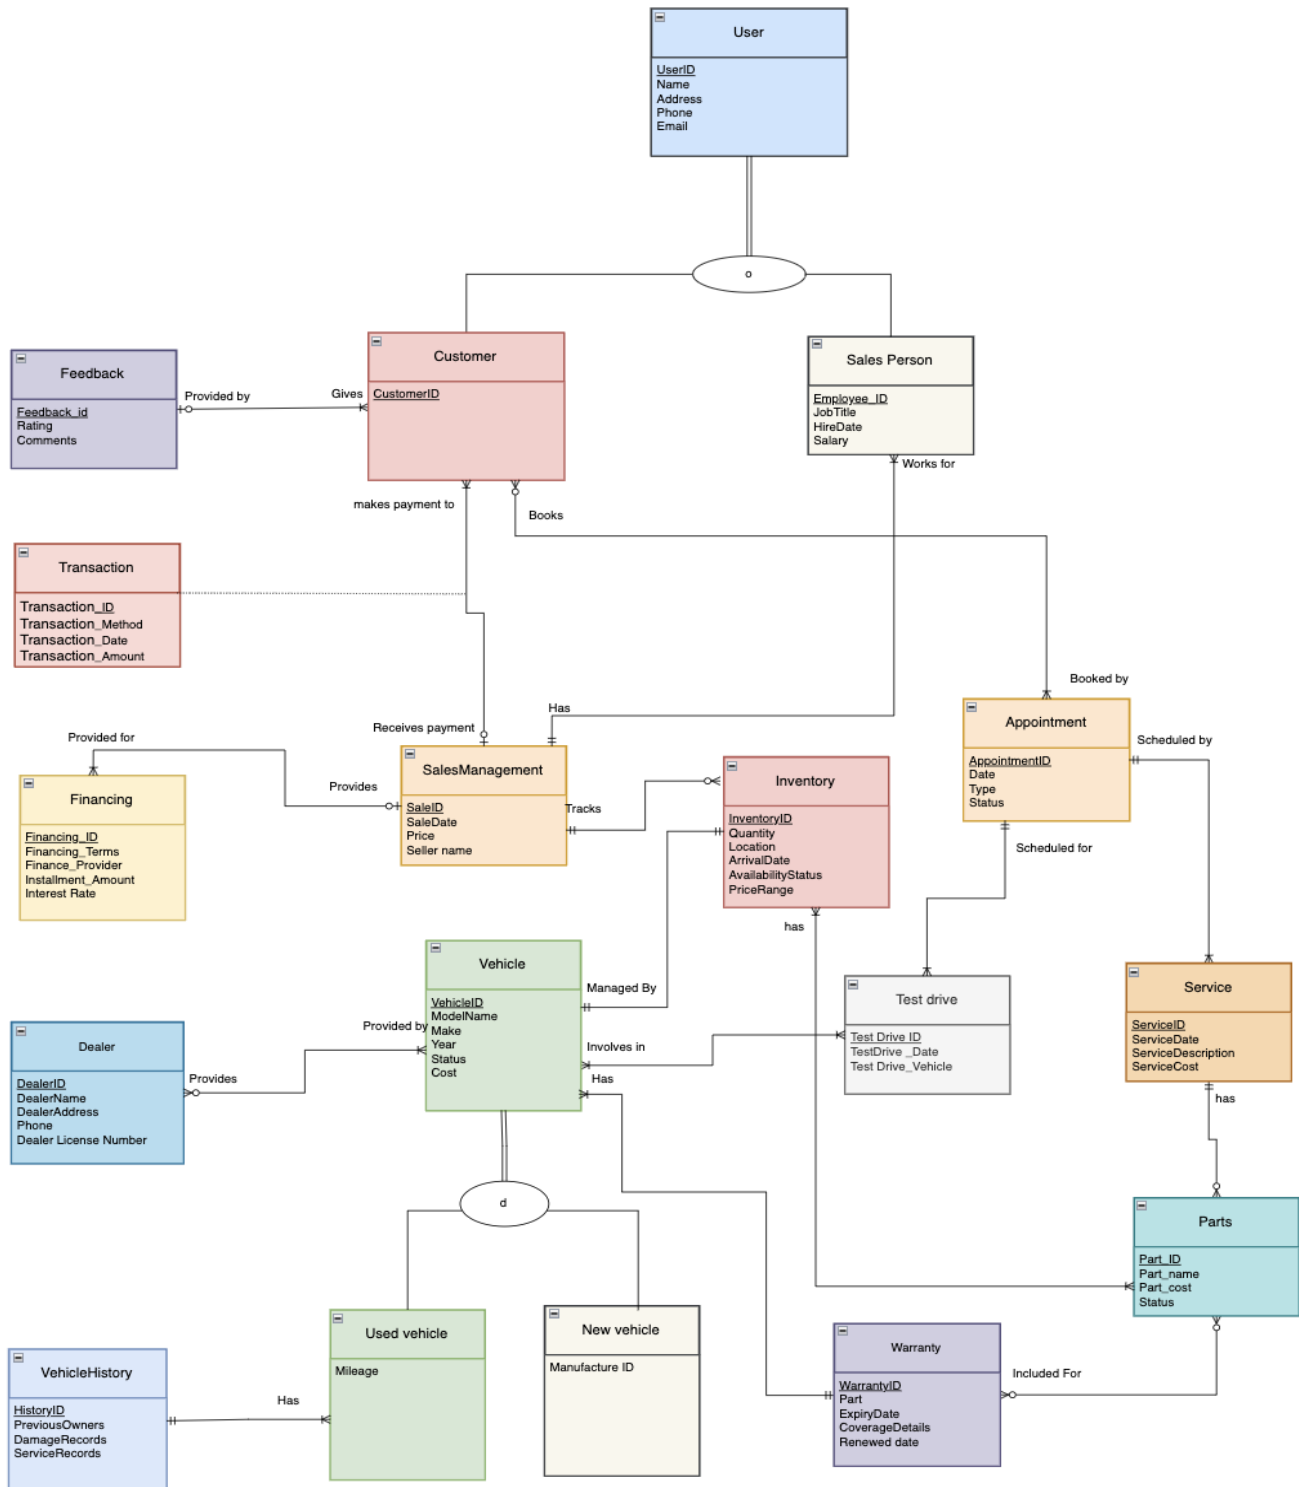 User
UserID
Name
Address
Phone
Email
o
Customer
CustomerID
Sales Person
Employee_ID
JobTitle
HireDate
Salary
Feedback
Feedback_id
Rating
Comments
Provided by
Gives
Works for
makes payment to
Books
Transaction
Transaction_ID
Transaction_Method
Transaction_Date
Transaction_Amount
Booked by
Appointment
AppointmentID
Date
Type
Status
Scheduled by
Scheduled for
Has
Receives payment
Provided for
Provides
SalesManagement
SaleID
SaleDate
Price
Seller name
Tracks
Inventory
InventoryID
Quantity
Location
ArrivalDate
AvailabilityStatus
PriceRange
has
Financing
Financing_ID
Financing_Terms
Finance_Provider
Installment_Amount
Interest Rate
Vehicle
VehicleID
ModelName
Make
Year
Status
Cost
Managed By
Involves in
Has
Provided by
Provides
Dealer
DealerID
DealerName
DealerAddress
Phone
Dealer License Number
Test drive
Test Drive ID
TestDrive _Date
Test Drive_Vehicle
Service
ServiceID
ServiceDate
ServiceDescription
ServiceCost
has
d
Parts
Part_ID
Part_name
Part_cost
Status
Used vehicle
Mileage
New vehicle
Manufacture ID
Warranty
WarrantyID
Part
ExpiryDate
CoverageDetails
Renewed date
Included For
VehicleHistory
HistoryID
PreviousOwners
DamageRecords
ServiceRecords
Has